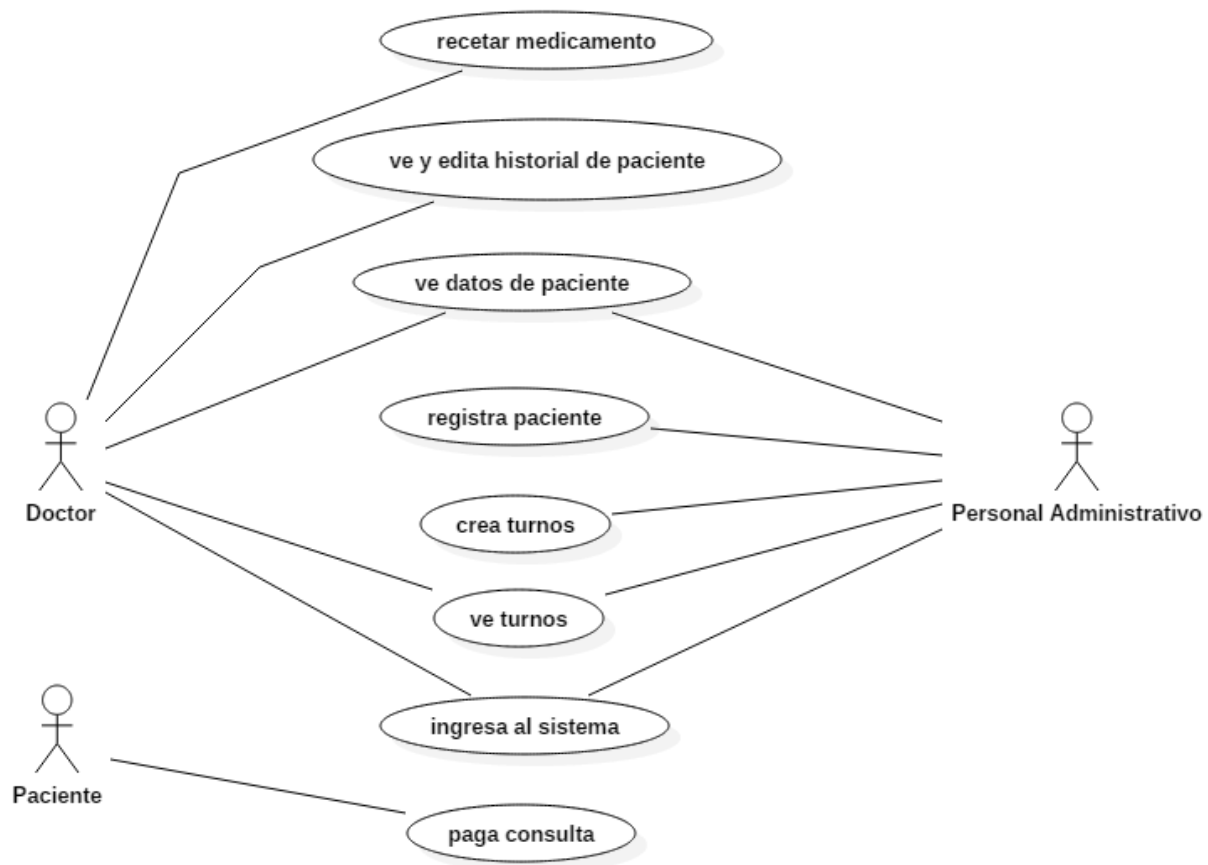 recetar medicamento
ve y edita historial de paciente
ve datos de paciente
registra paciente
Doctor
Personal Administrativo
crea turnos
ve turnos
ingresa al sistema
Paciente
paga consulta